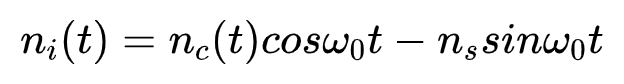 n_i(t) = n_c(t)cosω_0t − n_ssinω_0t